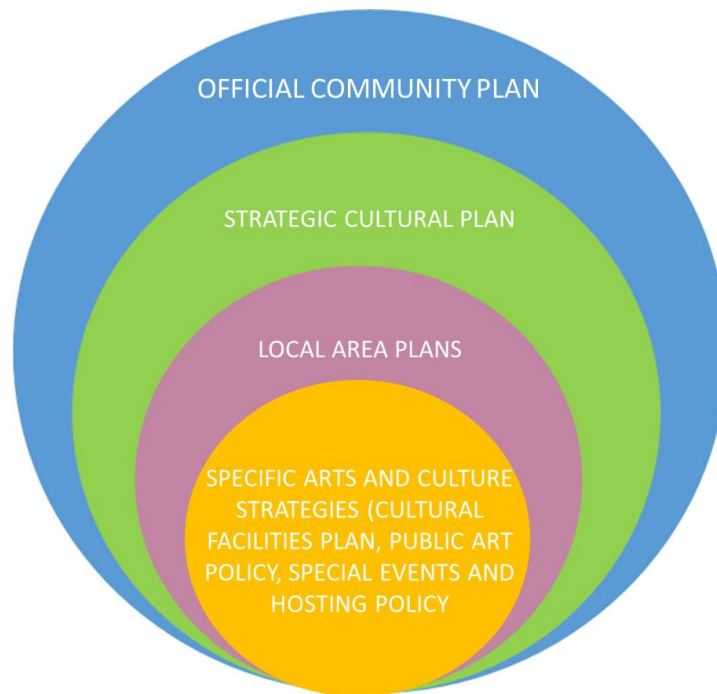 OFFICIAL COMMUNITY PLAN
STRATEGIC CULTURAL PLAN
LOCAL AREA PLANS
SPECIFIC ARTS AND CULTURE
STRATEGIES (CULTURAL
FACILITIES PLAN, PUBLIC ART
POLICY, SPECIAL EVENTS AND
HOSTING POLICY